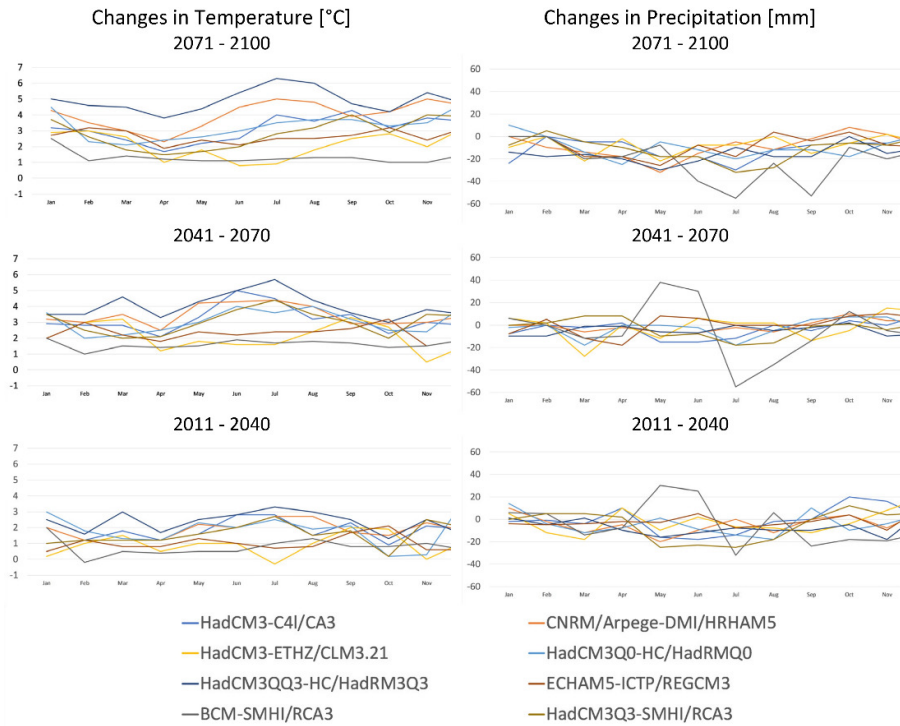 Changes in Temperature [°C]
Changes in Precipitation [mm]
2071 - 2100
2071 - 2100
7
6
5
4
3
2
1
0
Jan Feb Mar Apr May Jun Jul Aug Sep Oct Nov
60
40
20
0
-20
-40
-60
Jan Feb Mar Apr May Jun Jul Aug Sep Oct Nov
2041 - 2070
2041 - 2070
7
6
5
4
3
2
1
0
-1
Jan Feb Mar Apr May Jun Jul Aug Sep Oct Nov
60
40
20
0
-20
-40
-60
Jan Feb Mar Apr May Jun Jul Aug Sep Oct Nov
2011 - 2040
2011 - 2040
7
6
5
4
3
2
1
0
-1
Jan Feb Mar Apr May Jun Jul Aug Sep Oct Nov
60
40
20
0
-20
-40
-60
Jan Feb Mar Apr May Jun Jul Aug Sep Oct Nov
HadCM3-C4l/CA3
CNRM/Arpege-DMI/HRHAM5
HadCM3-ETHZ/CLM3.21
HadCM3Q0-HC/HadRMQ0
HadCM3QQ3-HC/HadRM3Q3
ECHAM5-ICTP/REGCM3
BCM-SMHI/RCA3
HadCM3Q3-SMHI/RCA3